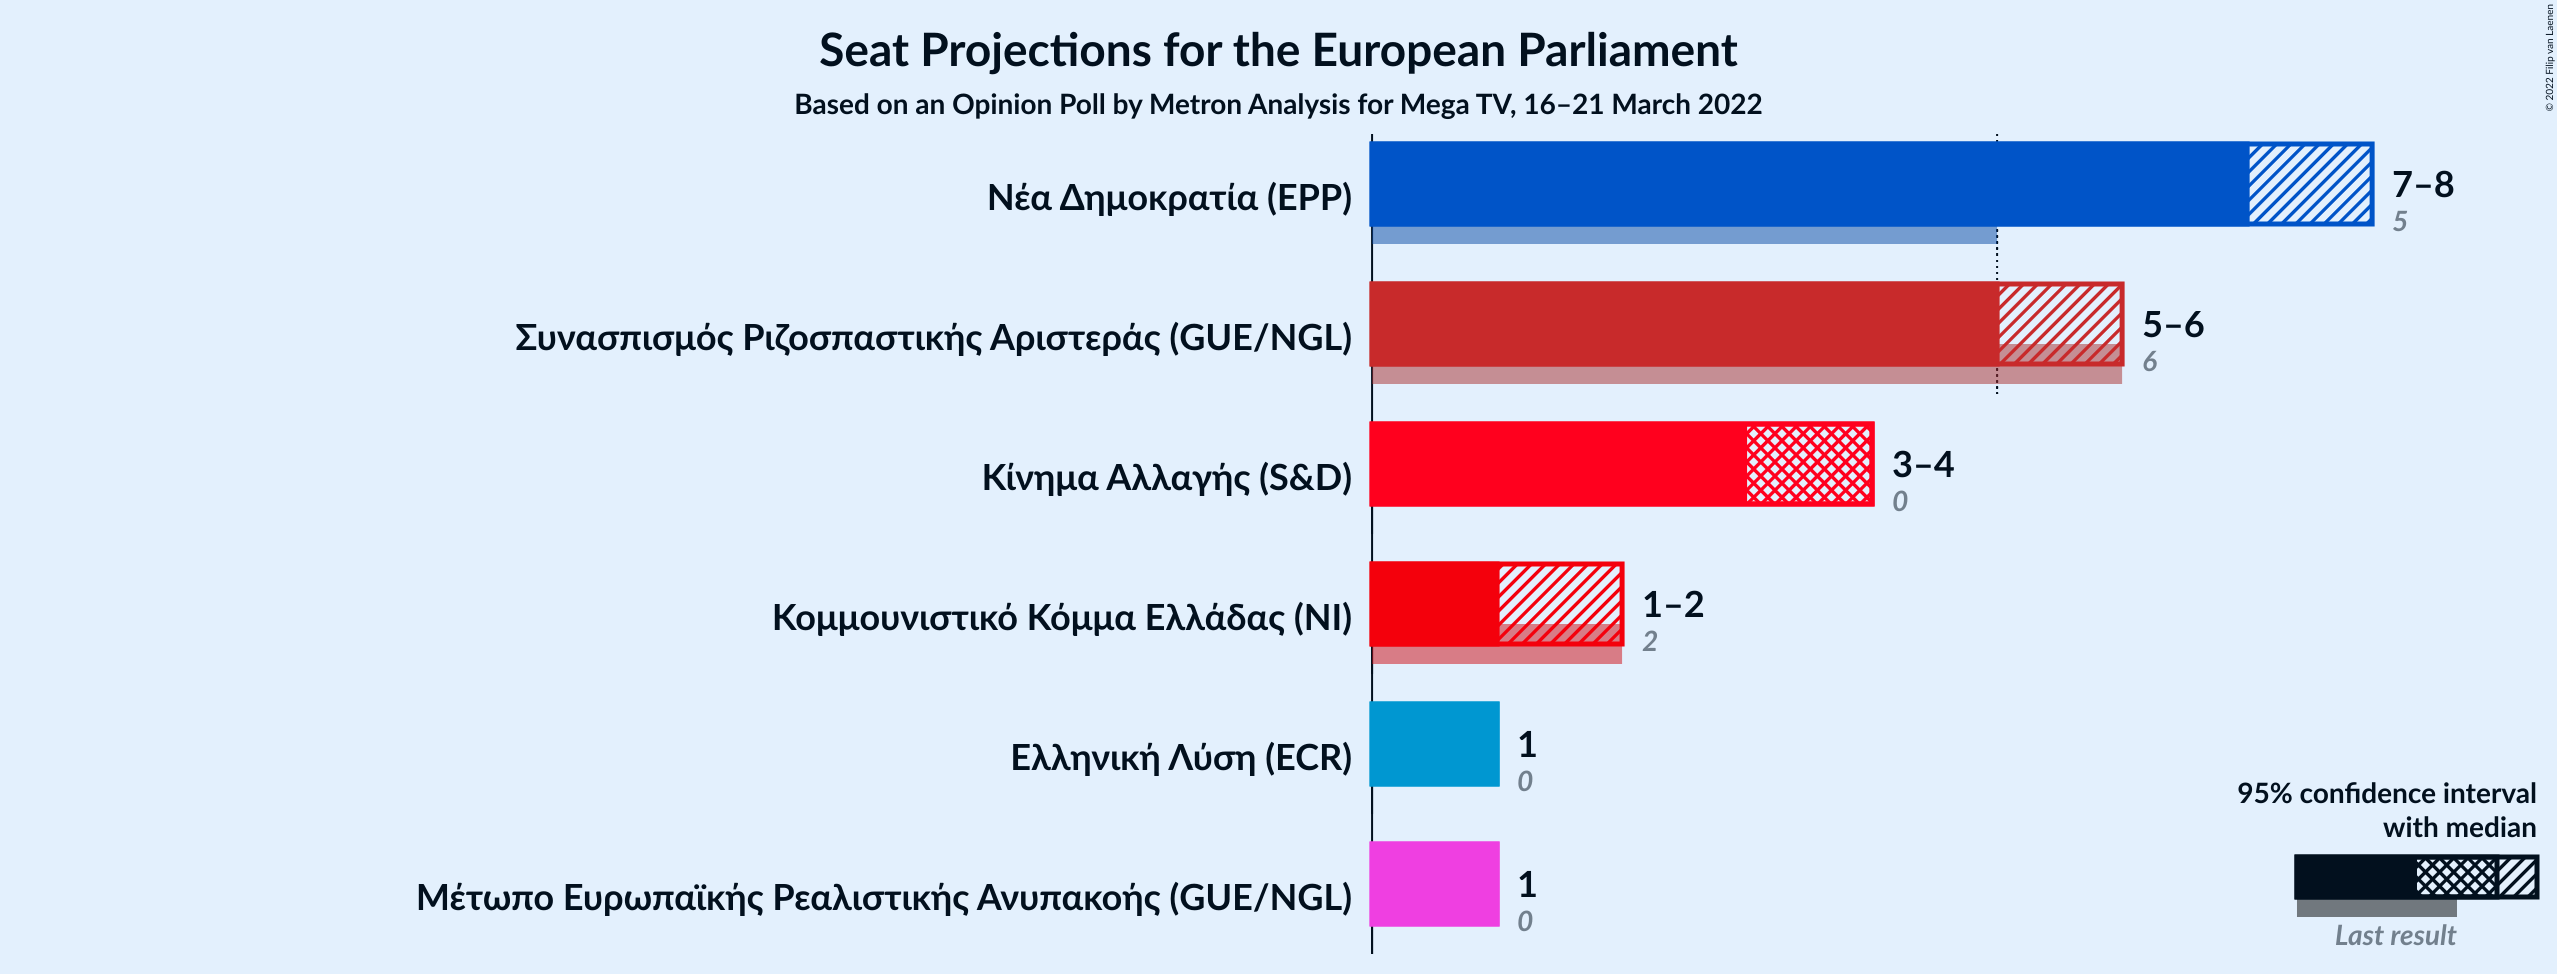 Seat Projections for the European Parliament
Based on an Opinion Poll by Metron Analysis for Mega TV, 16–21 March 2022
© 2022 Filip van Laenen
Νέα Δημοκρατία (EPP)
7–8
5
Συνασπισμός Ριζοσπαστικής Αριστεράς (GUE/NGL)
5–6
6
Κίνημα Αλλαγής (S&D)
3–4
0
Κομμουνιστικό Κόμμα Ελλάδας (NI)
1–2
2
Ελληνική Λύση (ECR)
1
0
Μέτωπο Ευρωπαϊκής Ρεαλιστικής Ανυπακοής (GUE/NGL)
1
0
95% confidence interval
with median
Last result